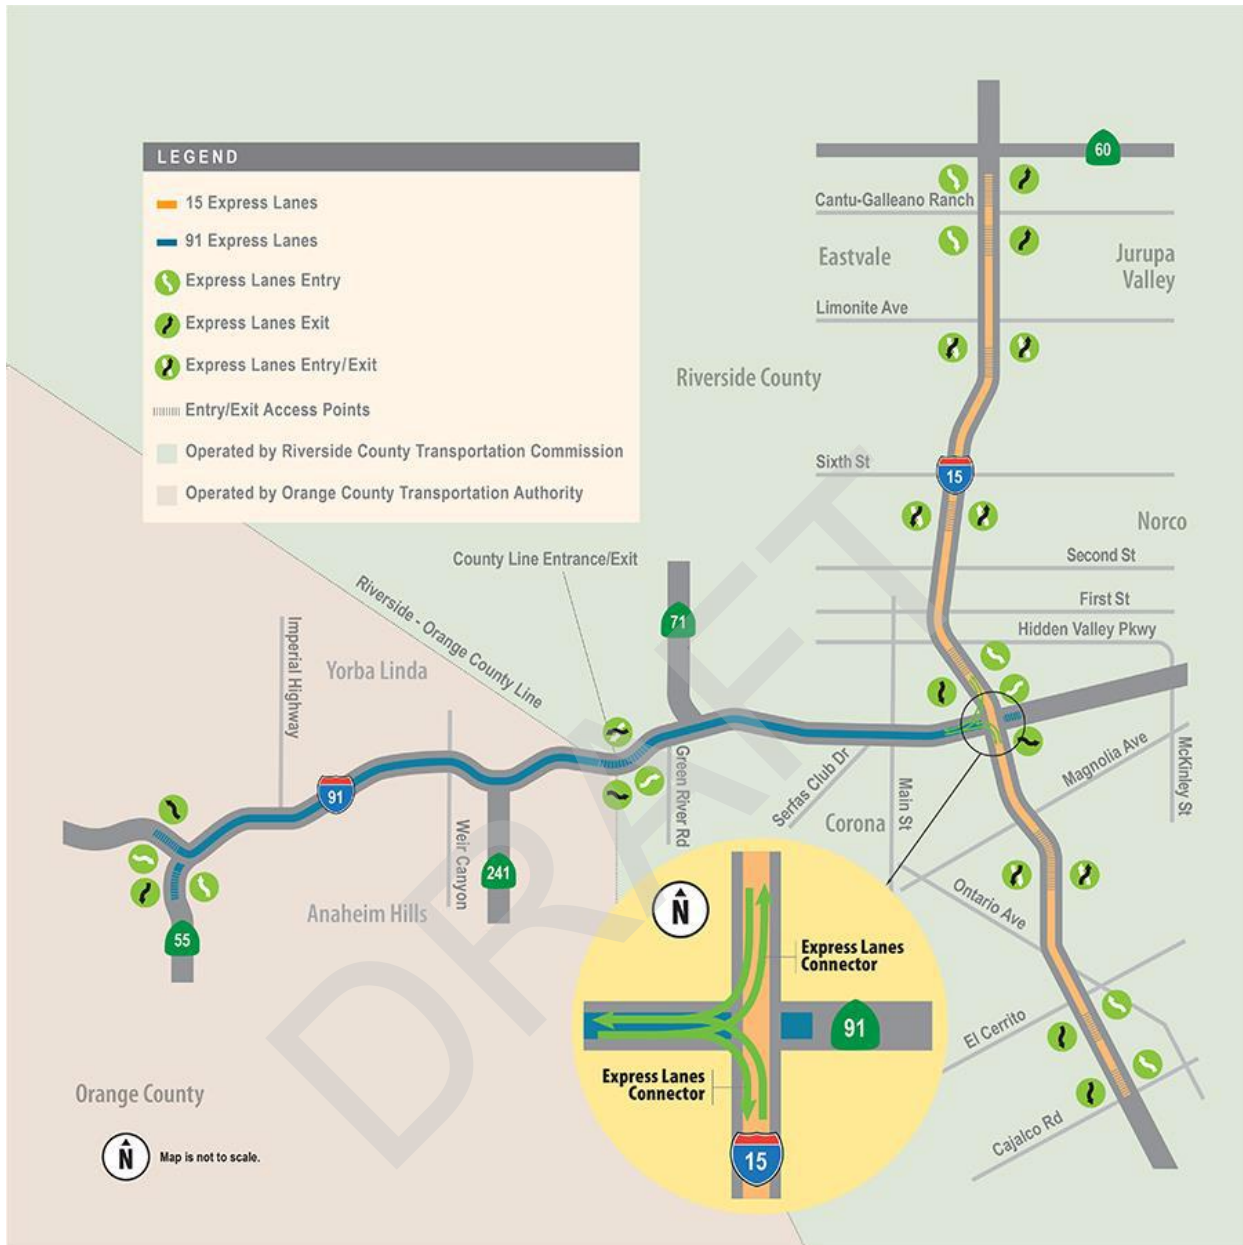 LEGEND
15 Express Lanes
91 Express Lanes
Express Lanes Entry
Express Lanes Exit
Express Lanes Entry/Exit
Entry/Exit Access Points
Operated by Riverside County Transportation Commission
Operated by Orange County Transportation Authority
60
Cantu-Galleano Ranch
Eastvale
Jurupa
Valley
Limonite Ave
Riverside County
Sixth St
15
Norco
County Line Entrance/Exit
Second St
Riverside - Orange County Line
First St
71
Hidden Valley Pkwy
Imperial Highway
Yorba Linda
91
Green River Rd
Serfas Club Dr
Main St
Magnolia Ave
McKinley St
Corona
Weir Canyon
241
Anaheim Hills
55
Ontario Ave
N
Express Lanes
Connector
91
El Cerrito
Express Lanes
Connector
Orange County
Cajalco Rd
N
Map is not to scale.
15
DRAFT